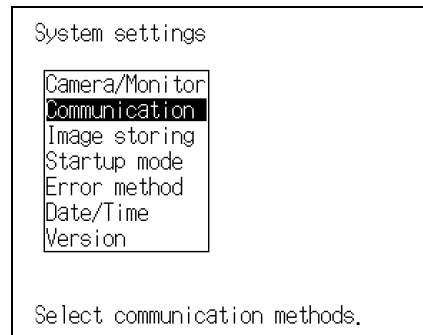 System settings
Camera/Monitor
Communication
Image storing
Startup mode
Error method
Date/Time
Version
Select communication methods.